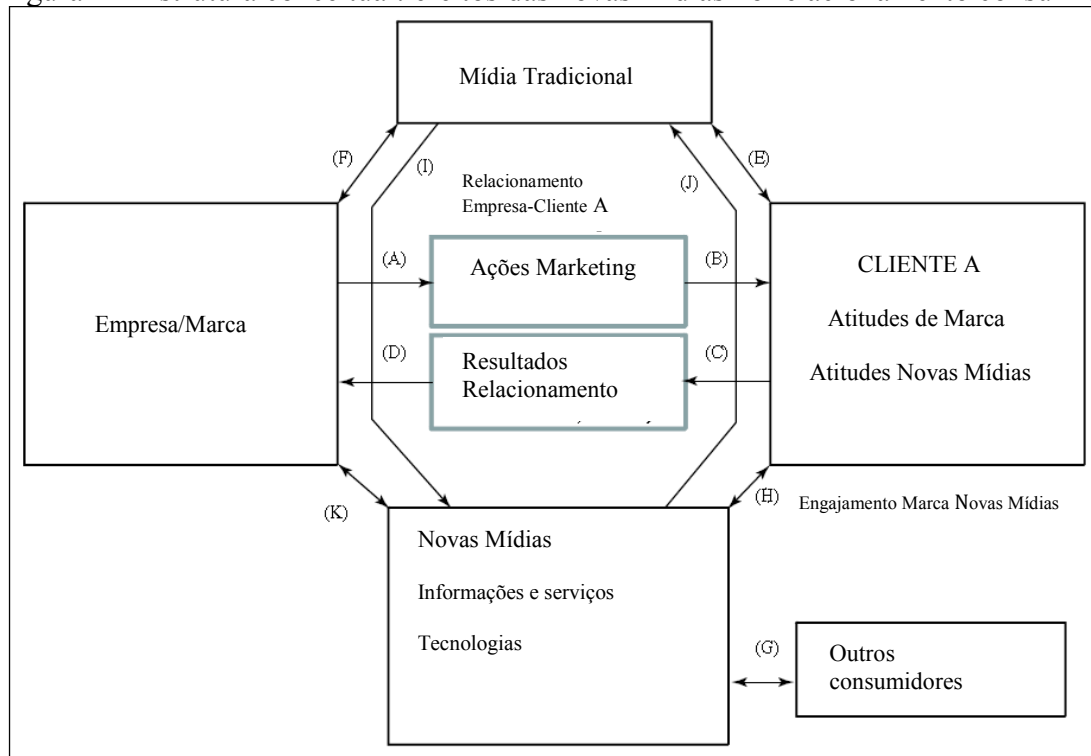 Mídia Tradicional
(F)
(I)
(J)
(E)
Relacionamento
Empresa-Cliente A
(A)
Ações Marketing
(B)
CLIENTE A
Atitudes de Marca
Atitudes Novas Mídias
Empresa/Marca
(D)
Resultados
Relacionamento
(C)
(K)
(H)
Engajamento Marca Novas Mídias
Novas Mídias
Informações e serviços
Tecnologias
(G)
Outros
consumidores